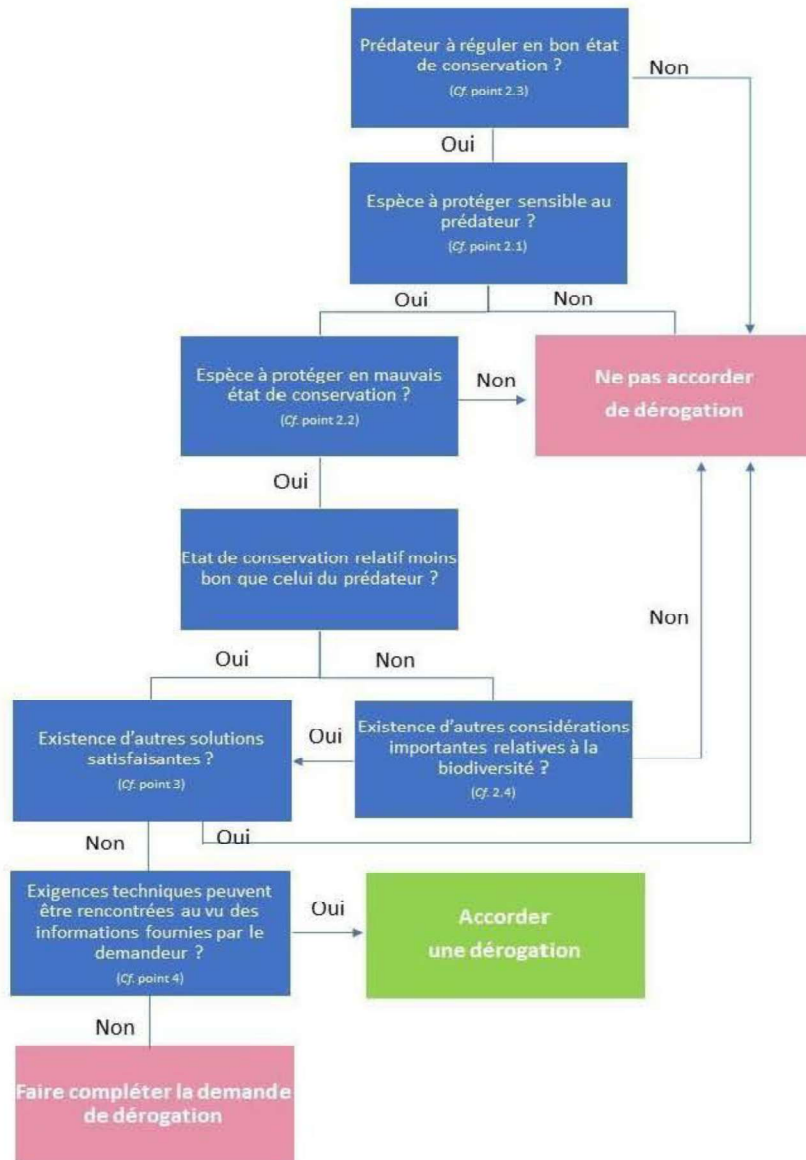 Prédateur à réguler en bon état
de conservation ?
(Cf. point 2.3)
Non
Oui
Espèce à protéger sensible au
prédateur ?
(Cf. point 2.1)
Oui
Non
Espèce à protéger en mauvais
état de conservation ?
(Cf. point 2.2)
Non
Ne pas accorder
de dérogation
Oui
Etat de conservation relatif moins
bon que celui du prédateur ?
Non
Oui
Non
Existence d'autres solutions
satisfaisantes ?
(Cf. point 3)
Oui
Existence d'autres considérations
importantes relatives à la
biodiversité ?
(Cf. 2.4)
Non
Oui
Exigences techniques peuvent
être rencontrées au vu des
informations fournies par le
demandeur ?
(Cf. point 4)
Oui
Accorder
une dérogation
Non
Faire compléter la demande
de dérogation